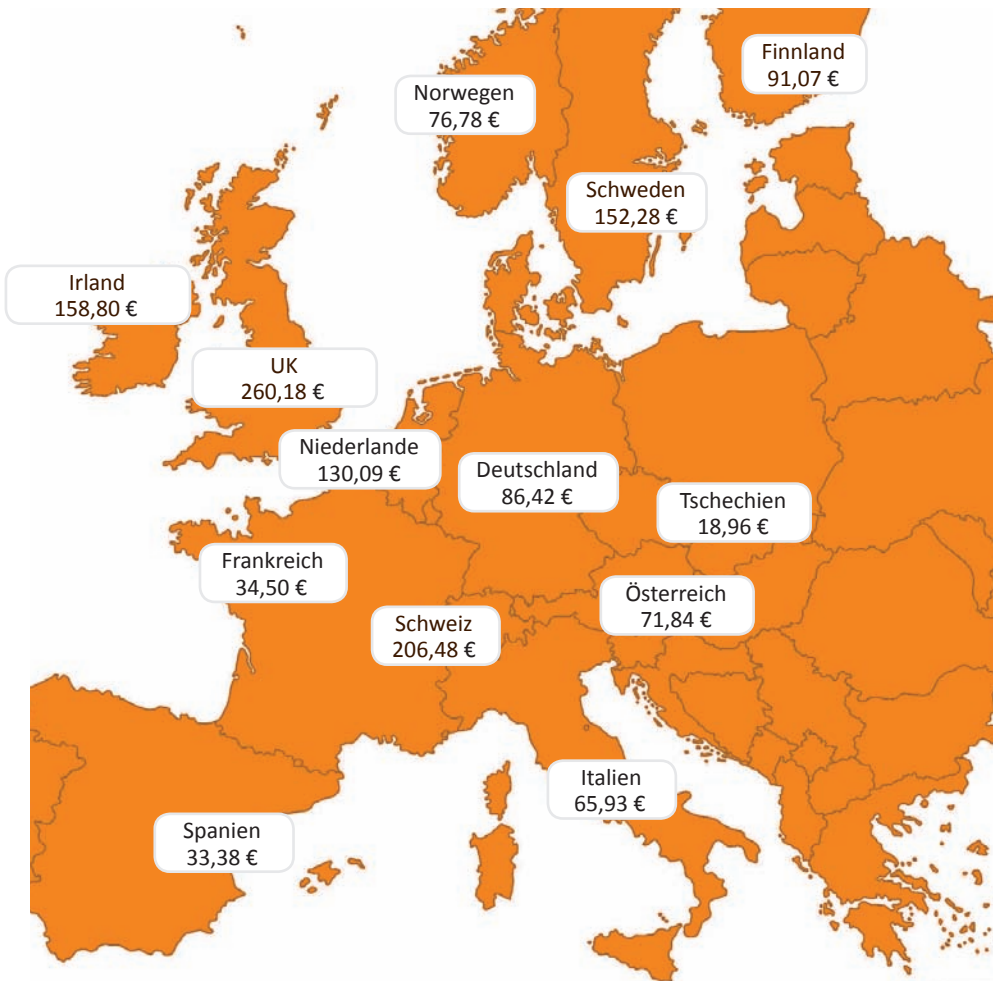 Finnland
91,07 €
Norwegen
76,78 €
Schweden
152,28 €
Irland
158,80 €
UK
260,18 €
Niederlande
130,09 €
Deutschland
86,42 €
Tschechien
18,96 €
Frankreich
34,50 €
Österreich
71,84 €
Schweiz
206,48 €
Italien
65,93 €
Spanien
33,38 €